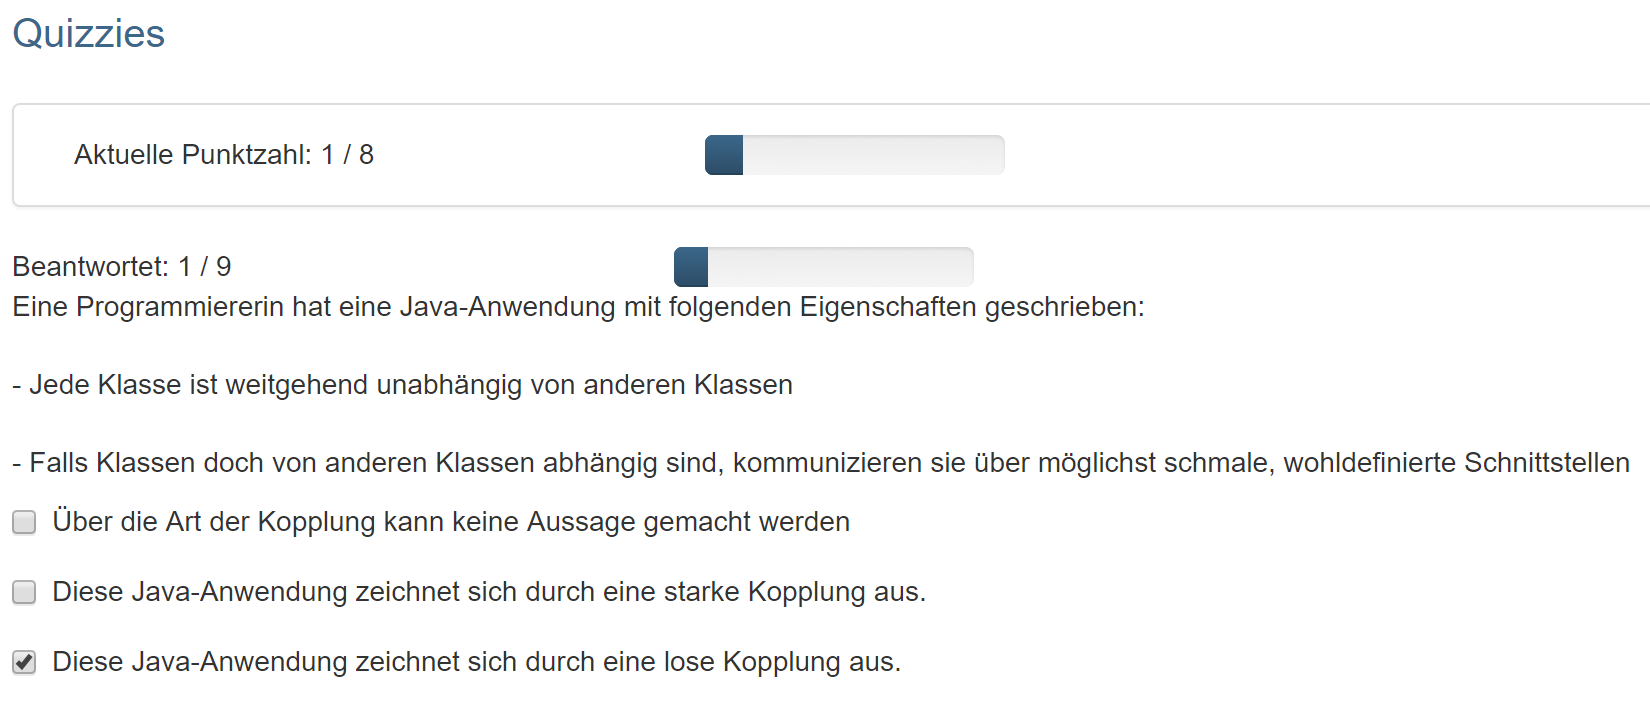 Quizzies
Aktuelle Punktzahl: 1 / 8
Beantwortet: 1 / 9
Eine Programmiererin hat eine Java-Anwendung mit folgenden Eigenschaften geschrieben:
- Jede Klasse ist weitgehend unabhängig von anderen Klassen
- Falls Klassen doch von anderen Klassen abhängig sind, kommunizieren sie über möglichst schmale, wohldefinierte Schnittstellen
Über die Art der Kopplung kann keine Aussage gemacht werden
Diese Java-Anwendung zeichnet sich durch eine starke Kopplung aus.
Diese Java-Anwendung zeichnet sich durch eine lose Kopplung aus.